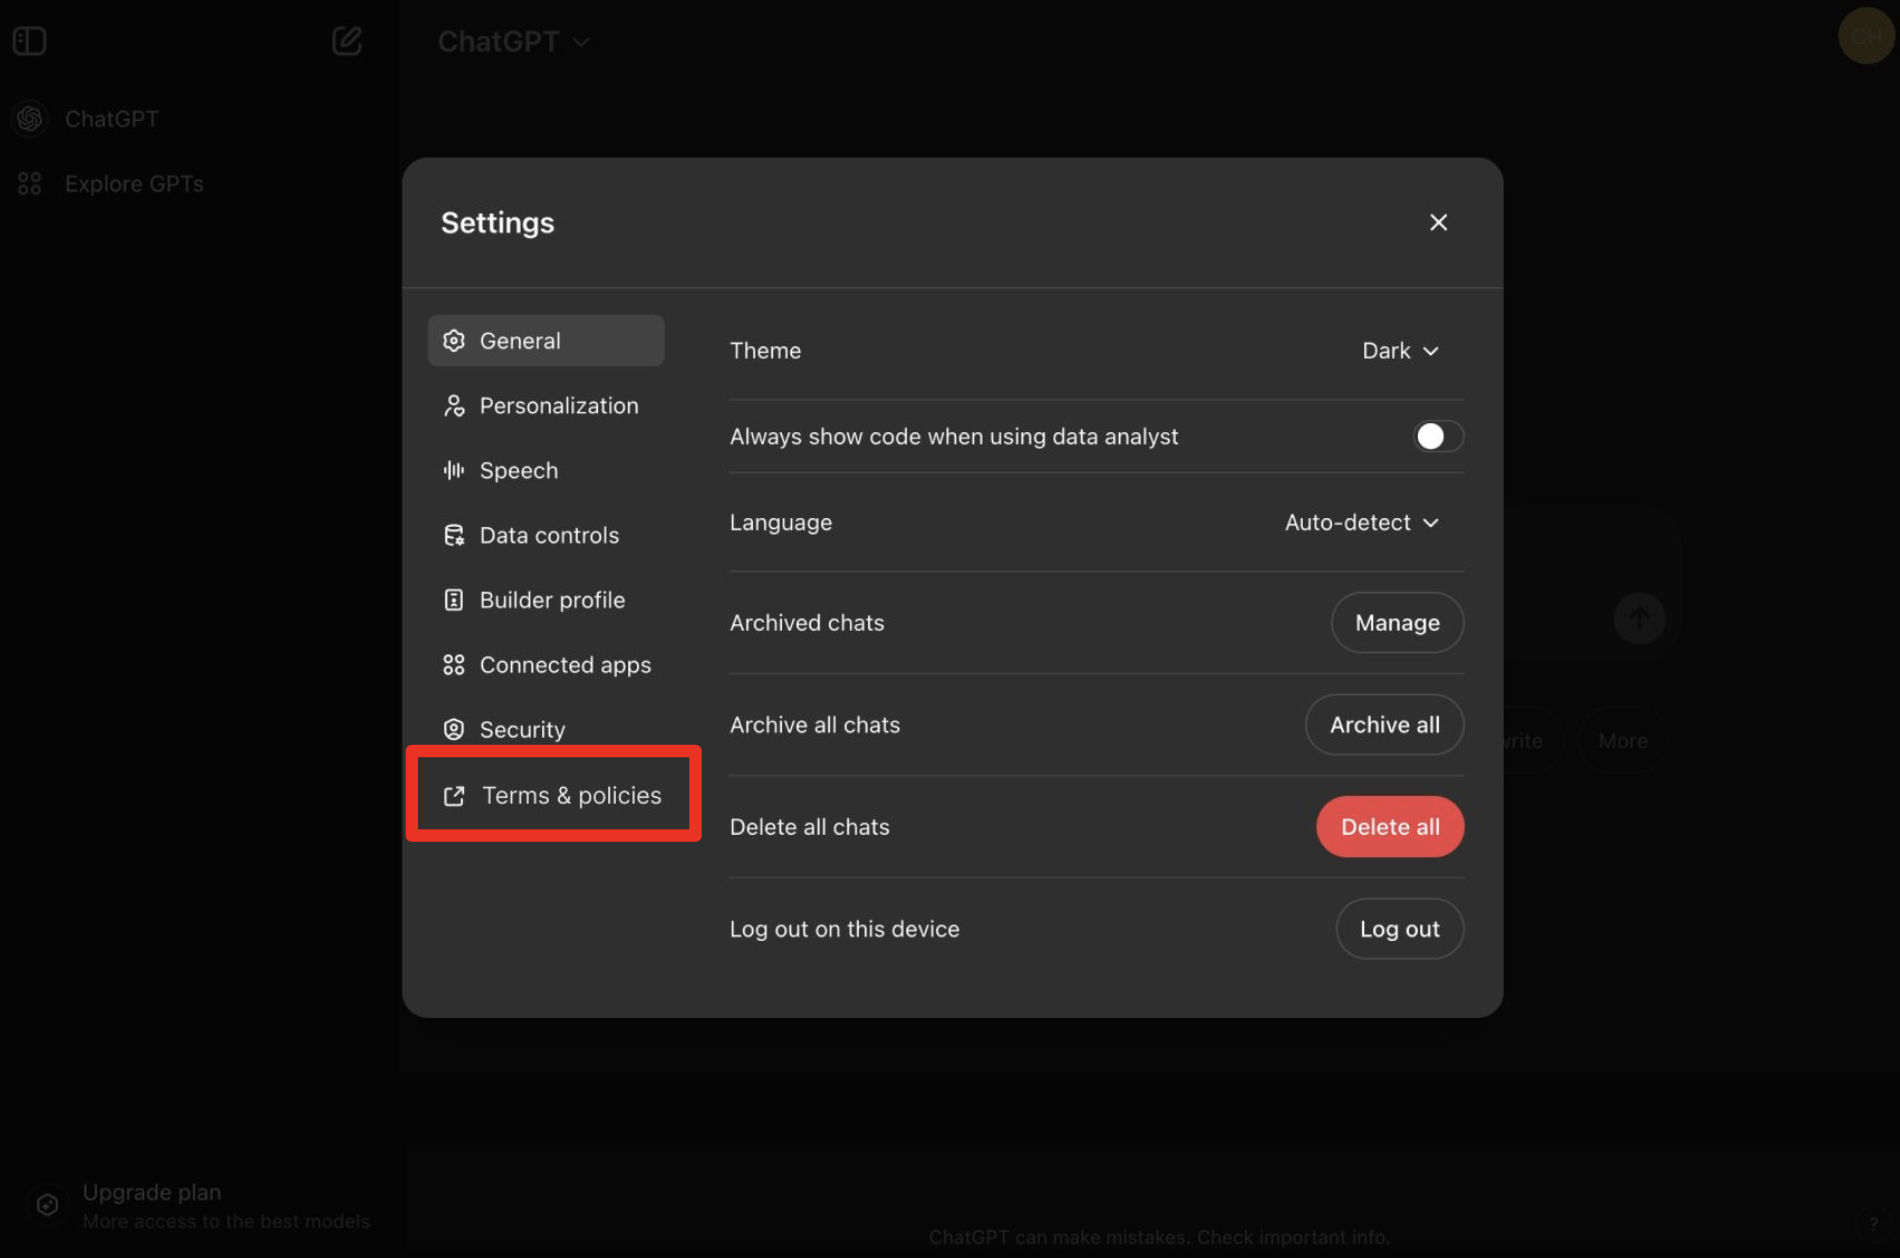 ChatGPT
CH
ChatGPT
Explore GPTs
Settings
General
Personalization
Speech
Data controls
Builder profile
Connected apps
Security
Terms & policies
Theme
Dark
Always show code when using data analyst
Language
Auto-detect
Archived chats
Manage
Archive all chats
Archive all
Delete all chats
Delete all
Log out on this device
Log out
More
Upgrade plan
More access to the best models
ChatGPT can make mistakes. Check important info.
?